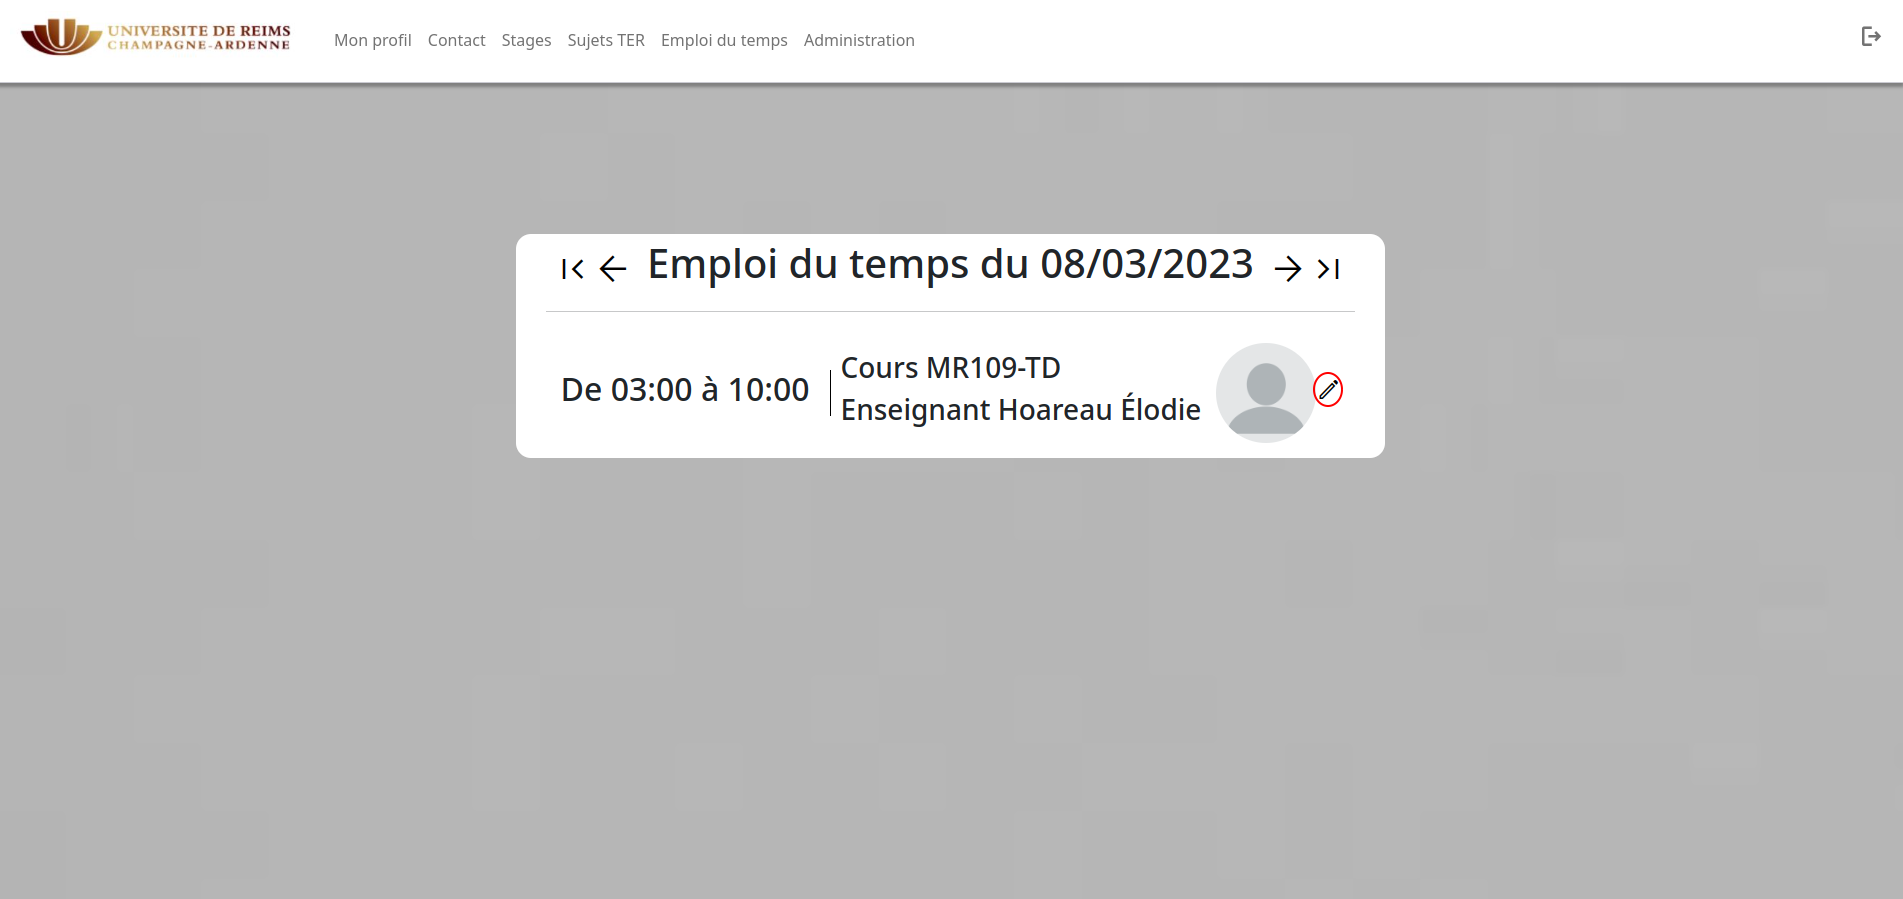 UNIVERSITE DE REIMS
CHAMPAGNE-ARDENNE
Mon profil Contact Stages Sujets TER Emploi du temps Administration
Emploi du temps du 08/03/2023
De 03:00 à 10:00
Cours MR109-TD
Enseignant Hoareau Élodie